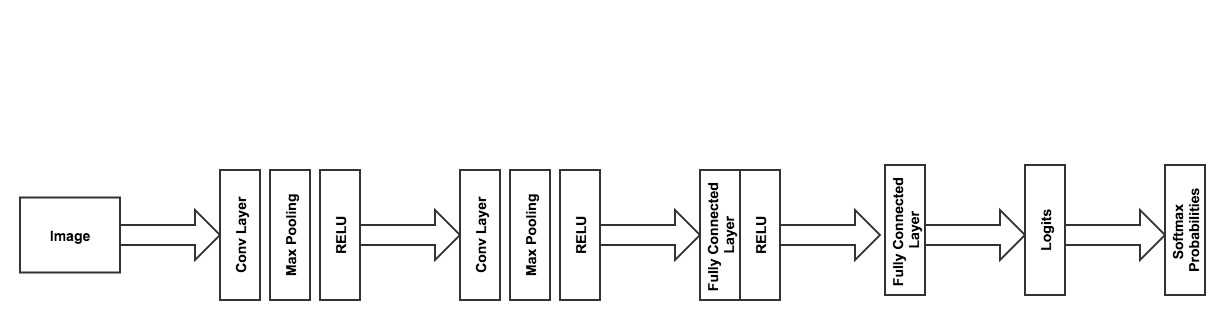 Image
Conv Layer
Max Pooling
RELU
Conv Layer
Max Pooling
RELU
Fully Connected
Layer
RELU
Fully Connected
Layer
Logits
Softmax
Probabilities